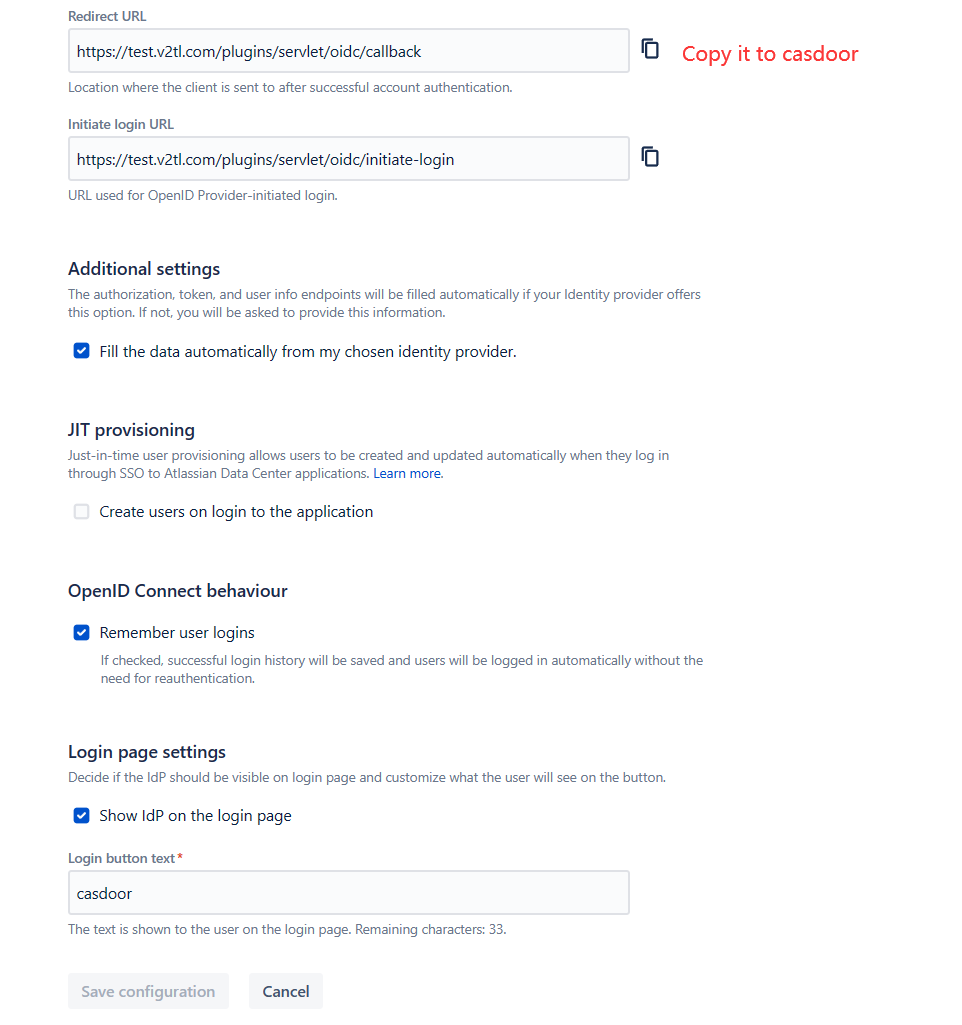 Redirect URL
https://test.v2tl.com/plugins/servlet/oidc/callback
Copy it to casdoor
Location where the client is sent to after successful account authentication.
Initiate login URL
https://test.v2tl.com/plugins/servlet/oidc/initiate-login
URL used for OpenID Provider-initiated login.
Additional settings
The authorization, token, and user info endpoints will be filled automatically if your Identity provider offers
this option. If not, you will be asked to provide this information.
Fill the data automatically from my chosen identity provider.
JIT provisioning
Just-in-time user provisioning allows users to be created and updated automatically when they log in
through SSO to Atlassian Data Center applications. Learn more.
Create users on login to the application
OpenID Connect behaviour
Remember user logins
If checked, successful login history will be saved and users will be logged in automatically without the
need for reauthentication.
Login page settings
Decide if the IdP should be visible on login page and customize what the user will see on the button.
Show IdP on the login page
Login button text*
casdoor
The text is shown to the user on the login page. Remaining characters: 33.
Save configuration
Cancel